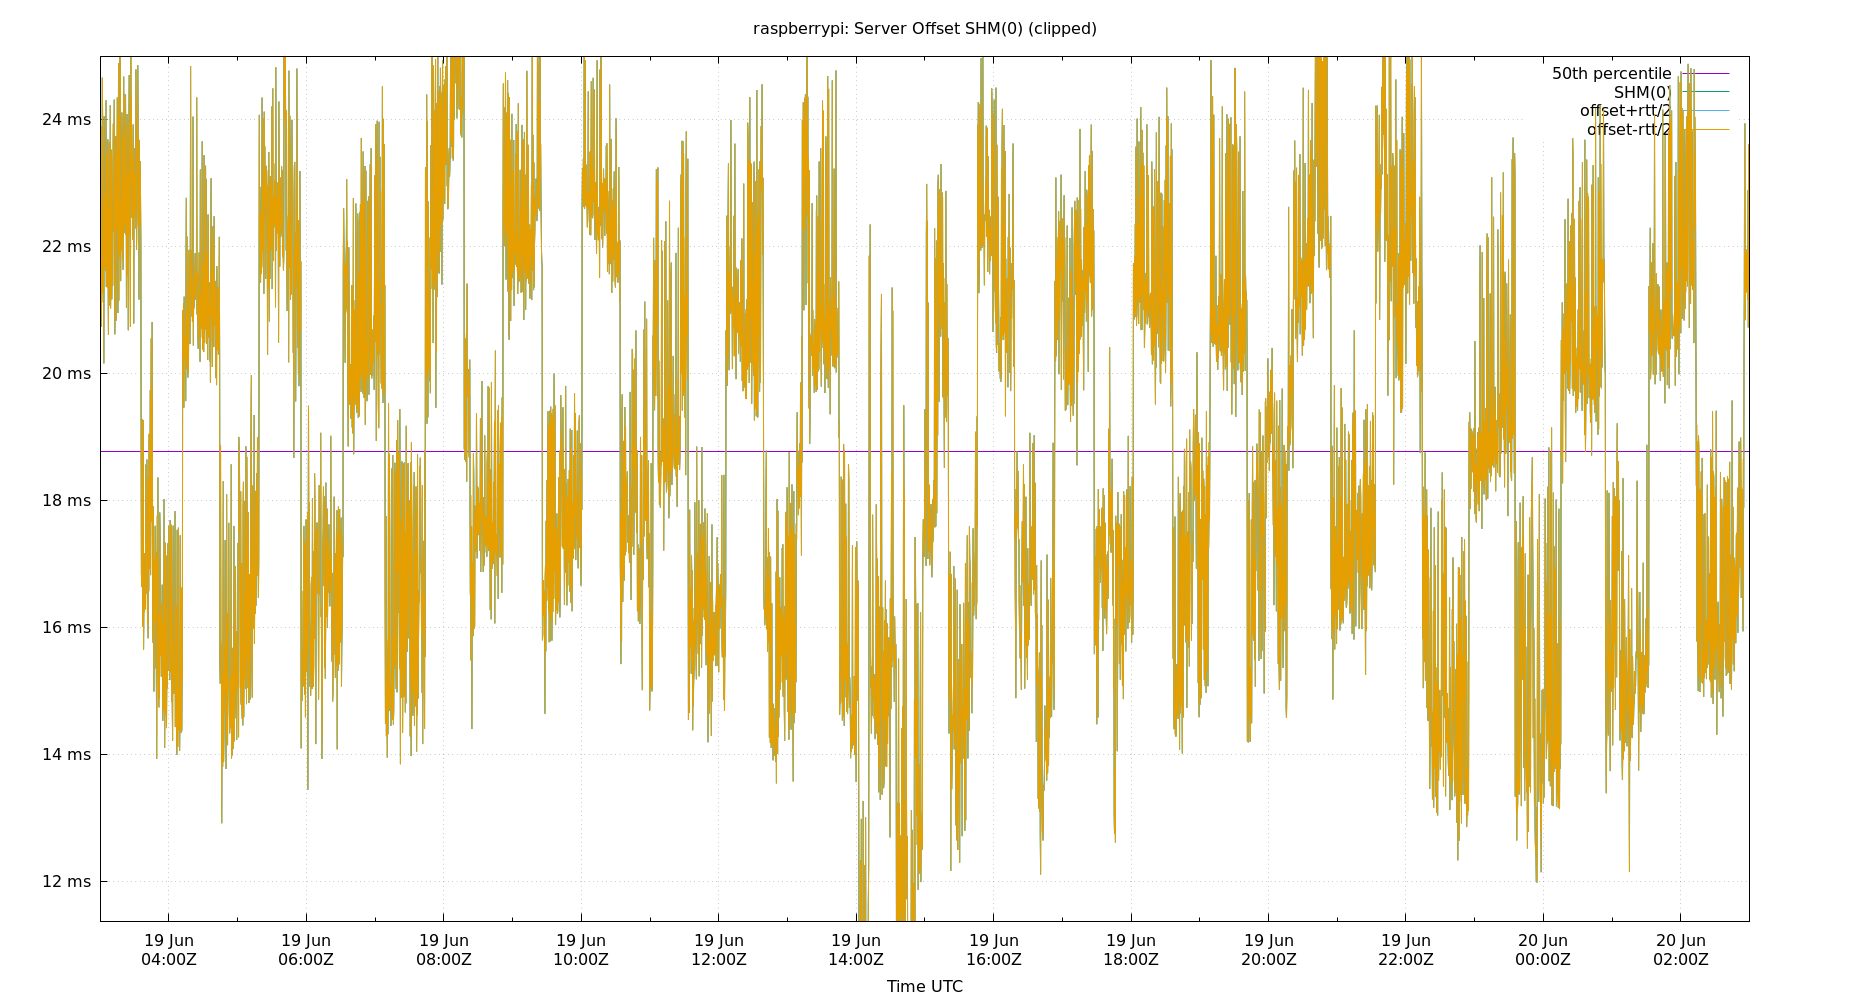 raspberrypi: Server Offset SHM(0) (clipped)
50th percentile
SHM(0)
offset+rtt/2
offset-rtt/2
24 ms
22 ms
20 ms
18 ms
16 ms
14 ms
12 ms
19 Jun 19 Jun 19 Jun 19 Jun 19 Jun 19 Jun 19 Jun 19 Jun 19 Jun 19 Jun 20 Jun 20 Jun
04:00Z 06:00Z 08:00Z 10:00Z 12:00Z 14:00Z 16:00Z 18:00Z 20:00Z 22:00Z 00:00Z 02:00Z
Time UTC